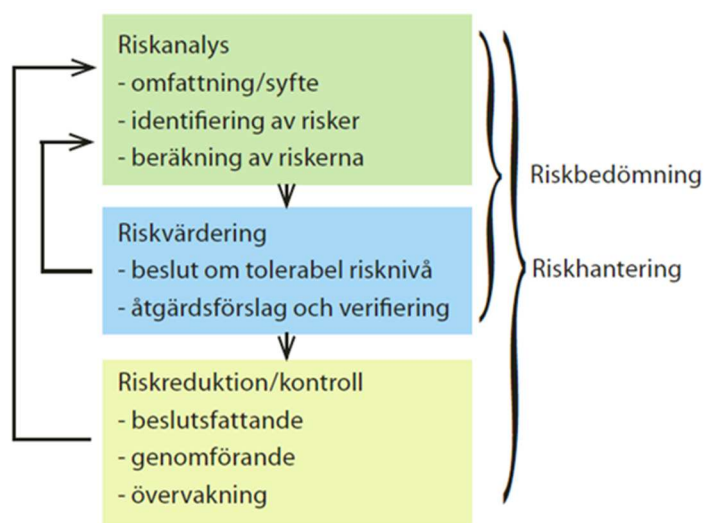 Riskanalys
- omfattning/syfte
- identifiering av risker
- beräkning av riskerna
Riskvärdering
- beslut om tolerabel risknivå
- åtgärdsförslag och verifiering
Riskreduktion/kontroll
- beslutsfattande
- genomförande
- övervakning
Riskbedömning
Riskhantering